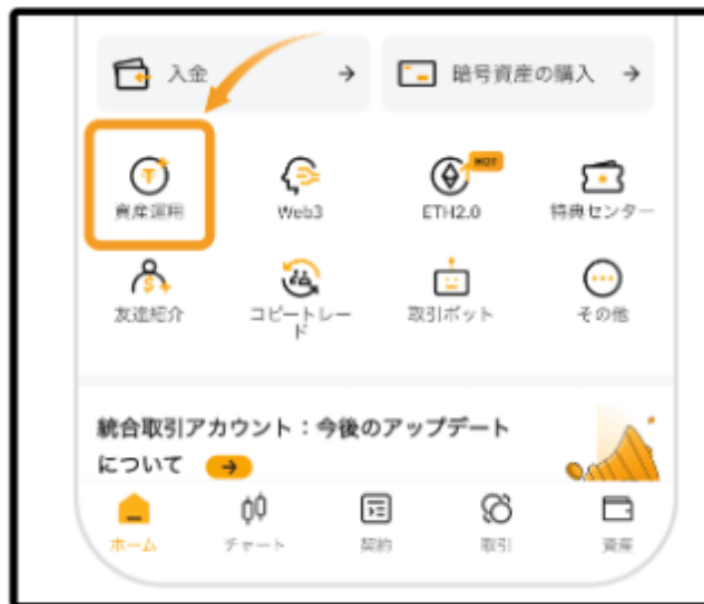 入金 → 暗号資産の購入 →
資産運用 Web3 HOT ETH2.0 特典センター
友達紹介 コピートレー
ド 取引ボット その他
統合取引アカウント：今後のアップデート
について →
ホーム チャート 契約 取引 資産